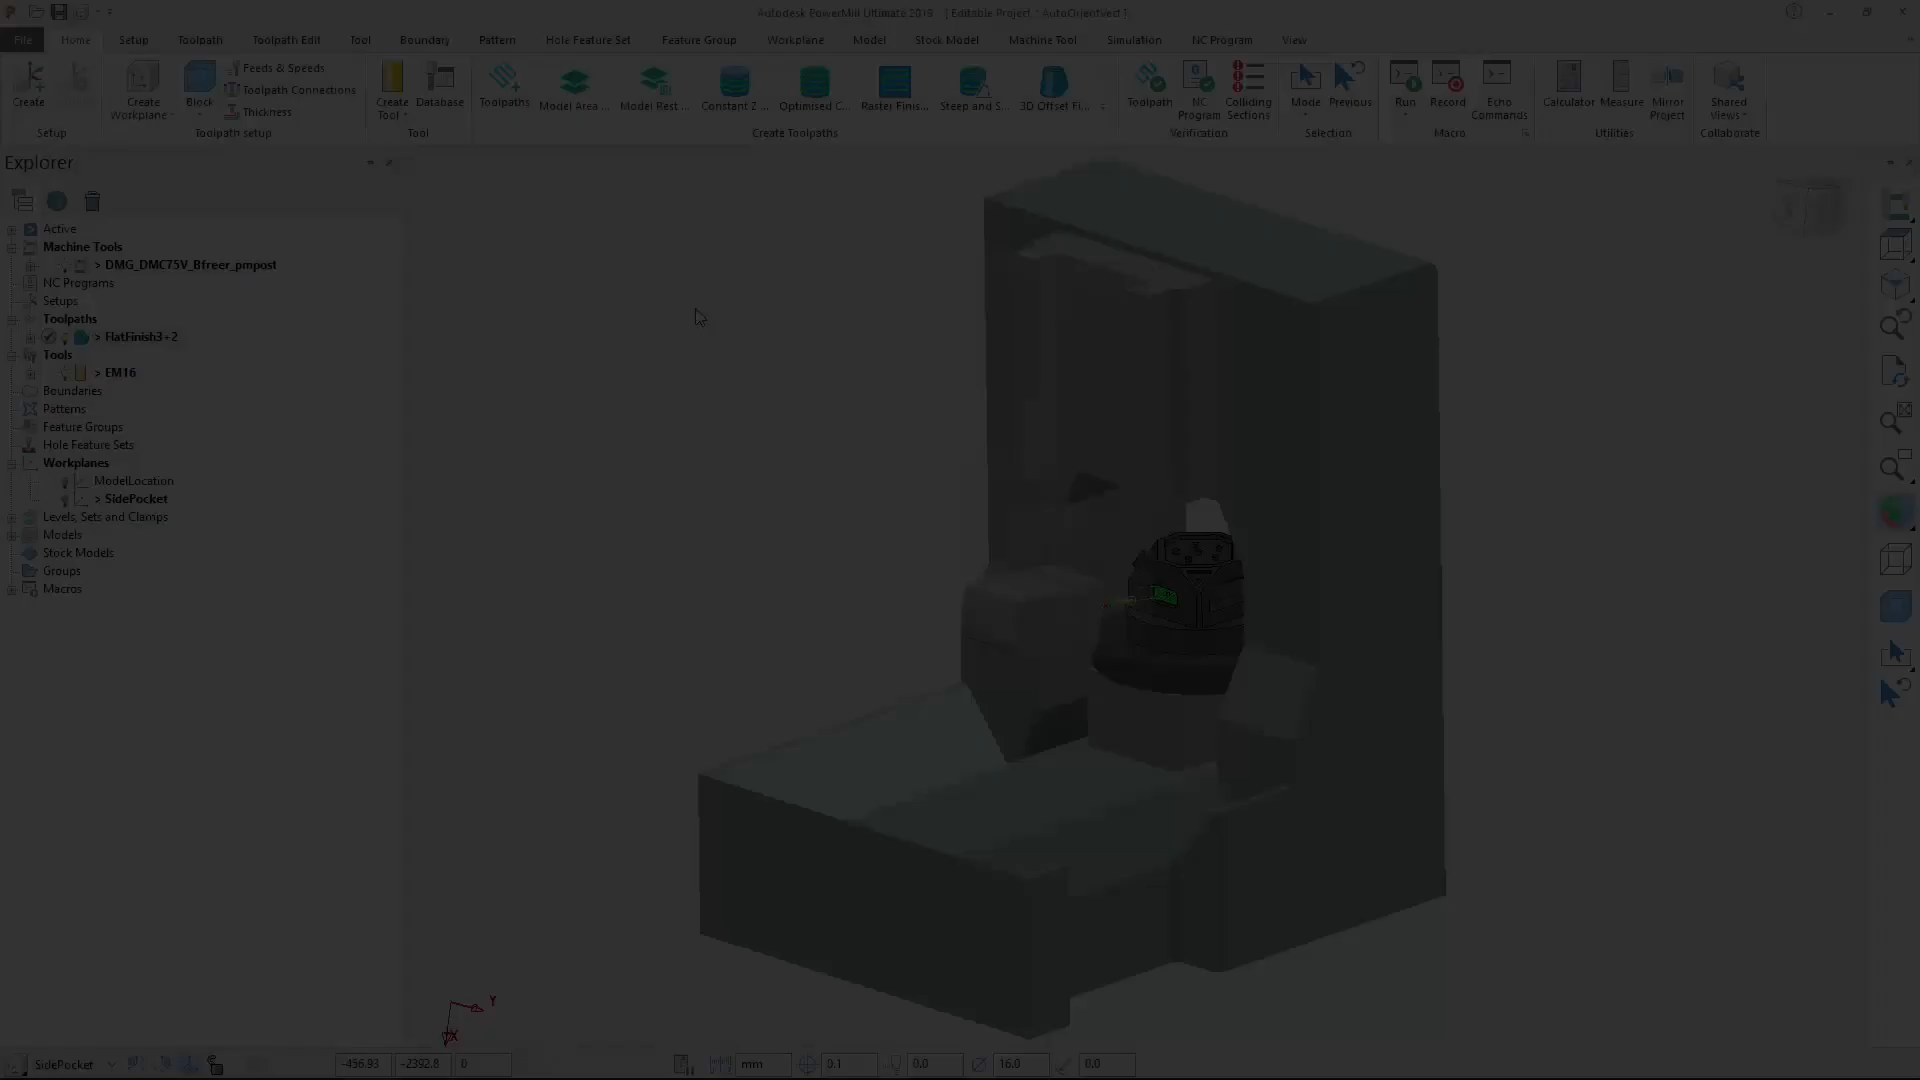 Autodesk PowerMill Ultimate 2019 [ Editable Project : AutoOrientVect1]
File Home Setup Toolpath Toolpath Edit Tool Boundary Pattern Hole Feature Set Feature Group Workplane Model Stock Model Machine Tool Simulation NC Program View
Create
Setup
Create Workplane
Block
Feeds & Speeds
Toolpath Connections
Thickness
Toolpath setup
Create Tool
Database
Tool
Toolpaths
Model Area ...
Model Rest ...
Constant Z ...
Optimised C...
Raster Finis...
Steep and S...
3D Offset Fi...
Create Toolpaths
Toolpath
NC Program
Colliding Sections
Verification
Mode
Previous
Selection
Run
Record
Echo Commands
Macro
Calculator
Measure
Mirror Project
Utilities
Shared Views
Collaborate
Explorer
Active
Machine Tools
> DMG_DMC75V_Bfreer_pmpost
NC Programs
Setups
Toolpaths
> FlatFinish3+2
Tools
> EM16
Boundaries
Patterns
Feature Groups
Hole Feature Sets
Workplanes
ModelLocation
> SidePocket
Levels, Sets and Clamps
Models
Stock Models
Groups
Macros
Y
X
SidePocket
-456.93
-2392.8
0
mm
0.1
0.0
16.0
0.0